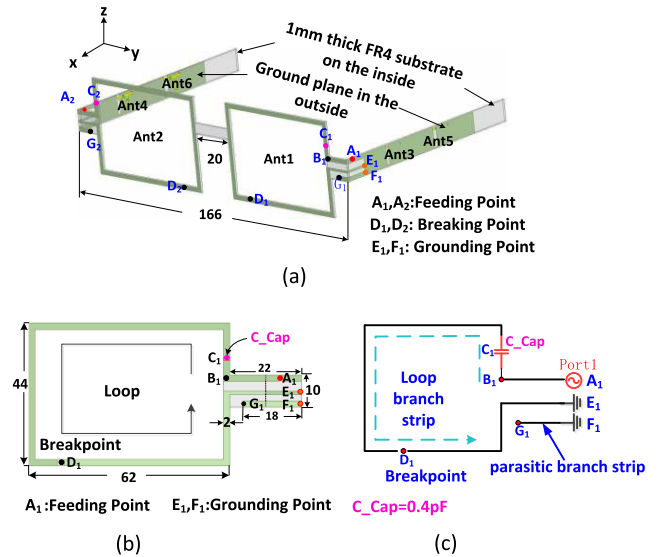 z
x
y
1mm thick FR4 substrate
on the inside
Ground plane in the
outside
A2
C2
Ant6
Ant4
G2
Ant2
20
Ant1
C1
B1
A1
E1
G1
F1
Ant3
Ant5
D2
D1
166
A1,A2:Feeding Point
D1,D2: Breaking Point
E1,F1: Grounding Point
(a)
C_Cap
C1
22
B1
A1
44
Loop
E1
10
G1
F1
2
18
Breakpoint
D1
62
A1:Feeding Point
E1,F1:Grounding Point
(b)
C_Cap
C1
Port1
B1
A1
Loop
branch
strip
E1
G1
F1
D1
Breakpoint
parasitic branch strip
C_Cap=0.4pF
(c)